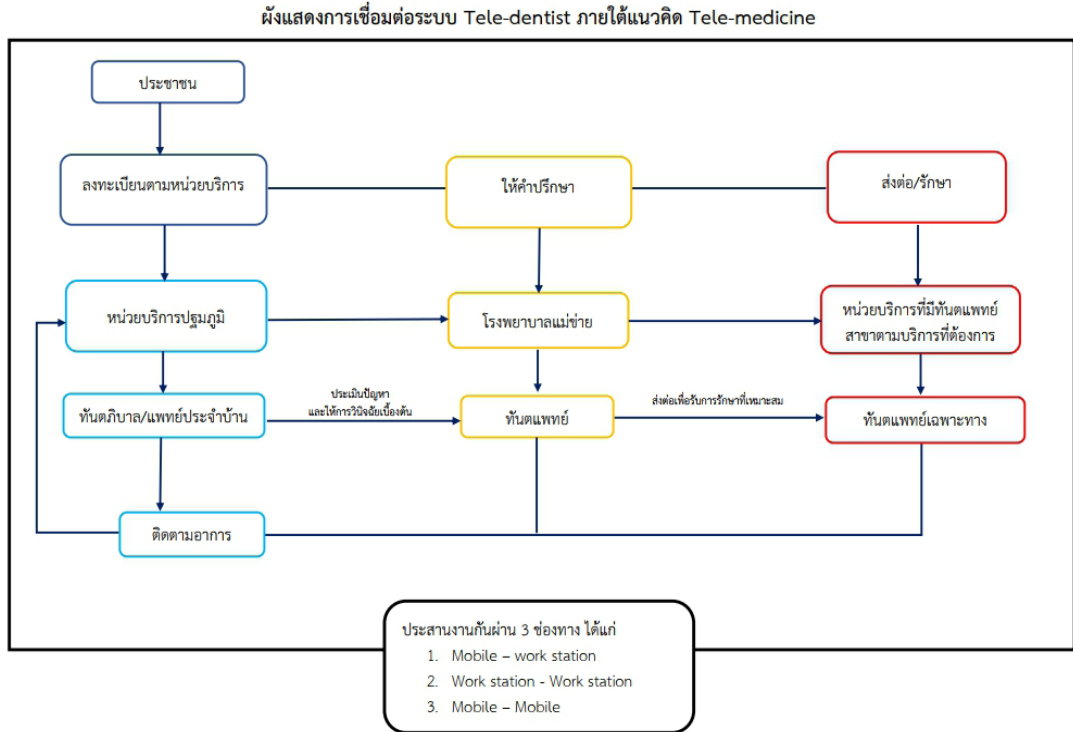 ผังแสดงการเชื่อมต่อระบบ Tele-dentist ภายใต้แนวคิด Tele-medicine
ประชาชน
ลงทะเบียนตามหน่วยบริการ
ให้คำปรึกษา
ส่งต่อ/รักษา
หน่วยบริการปฐมภูมิ
โรงพยาบาลแม่ข่าย
หน่วยบริการที่มีทันตแพทย์
สาขาตามบริการที่ต้องการ
ทันตภิบาล/แพทย์ประจำบ้าน
ประเมินปัญหา
และให้การวินิจฉัยเบื้องต้น
ทันตแพทย์
ส่งต่อเพื่อรับการรักษาที่เหมาะสม
ทันตแพทย์เฉพาะทาง
ติดตามอาการ
ประสานงานกันผ่าน 3 ช่องทาง ได้แก่
1. Mobile – work station
2. Work station - Work station
3. Mobile – Mobile